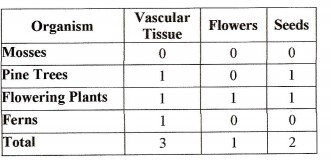 Organism Vascular Tissue Flowers Seeds
Mosses 0 0 0
Pine Trees 1 0 1
Flowering Plants 1 1 1
Ferns 1 0 0
Total 3 1 2